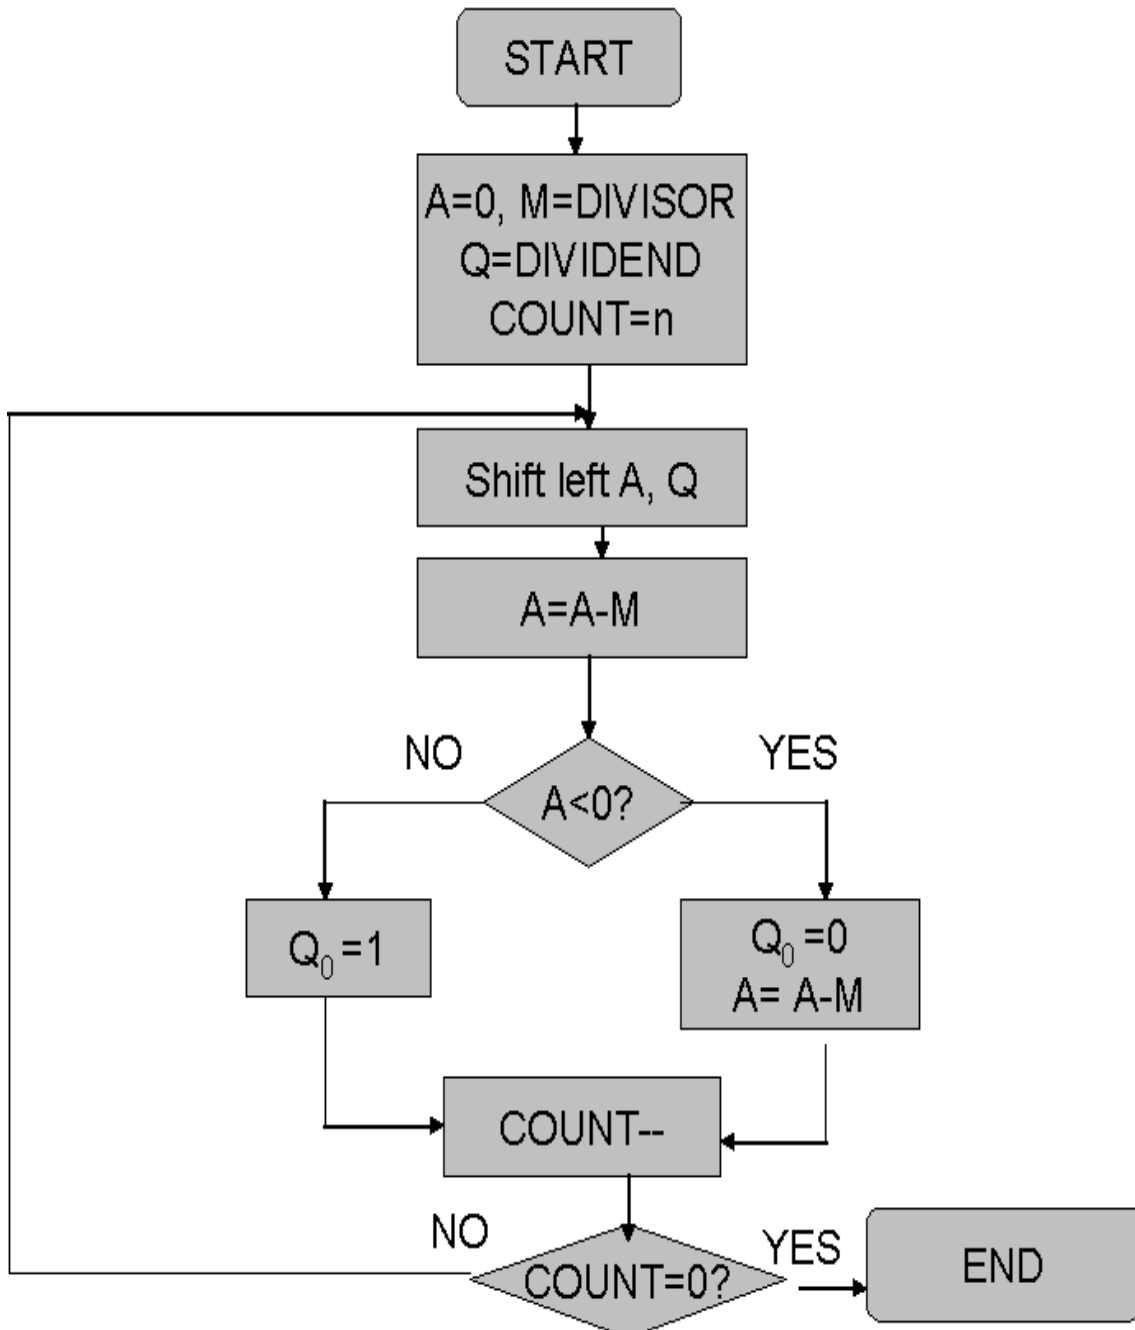 START
A=0, M=DIVISOR
Q=DIVIDEND
COUNT=n
Shift left A, Q
A=A-M
NO
YES
A<0?
Q₀ =1
Q₀ =0
A= A-M
COUNT--
NO
YES
COUNT=0?
END